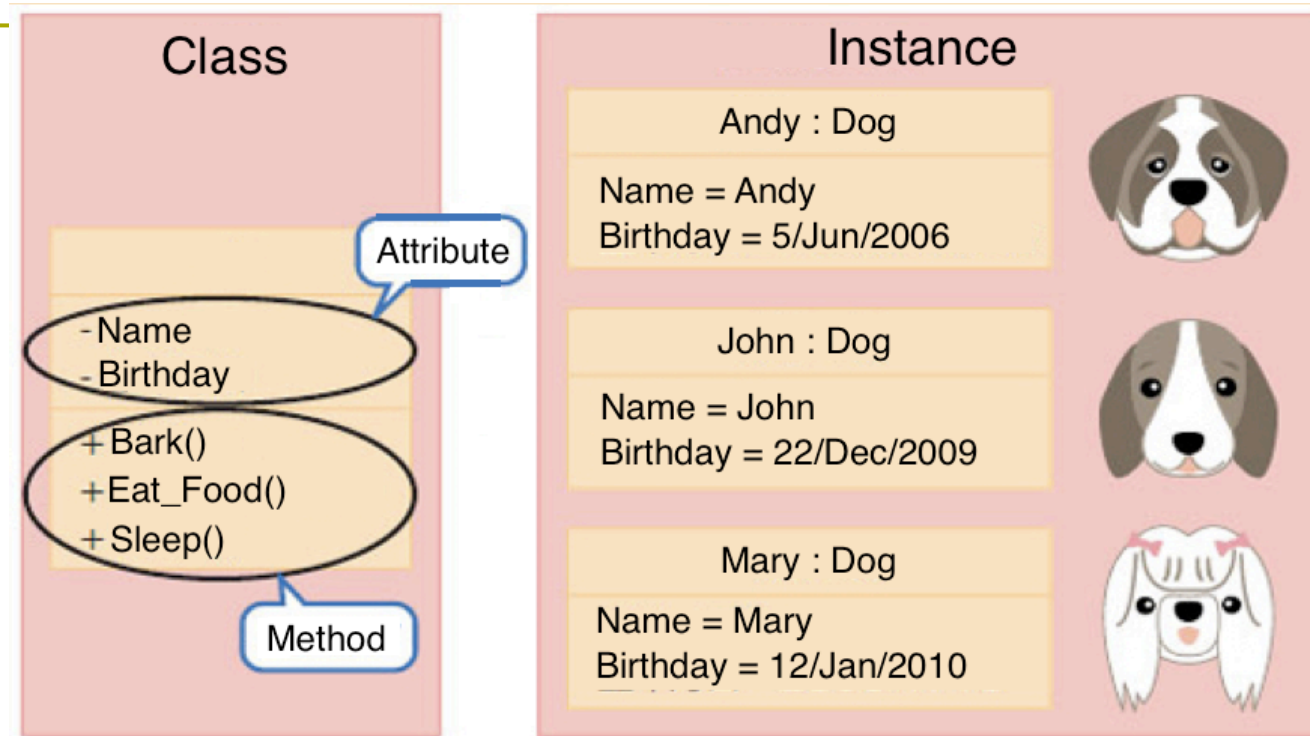 Class
Attribute
-Name
-Birthday
+Bark()
+Eat_Food()
+Sleep()
Method
Instance
Andy : Dog
Name = Andy
Birthday = 5/Jun/2006
John : Dog
Name = John
Birthday = 22/Dec/2009
Mary : Dog
Name = Mary
Birthday = 12/Jan/2010